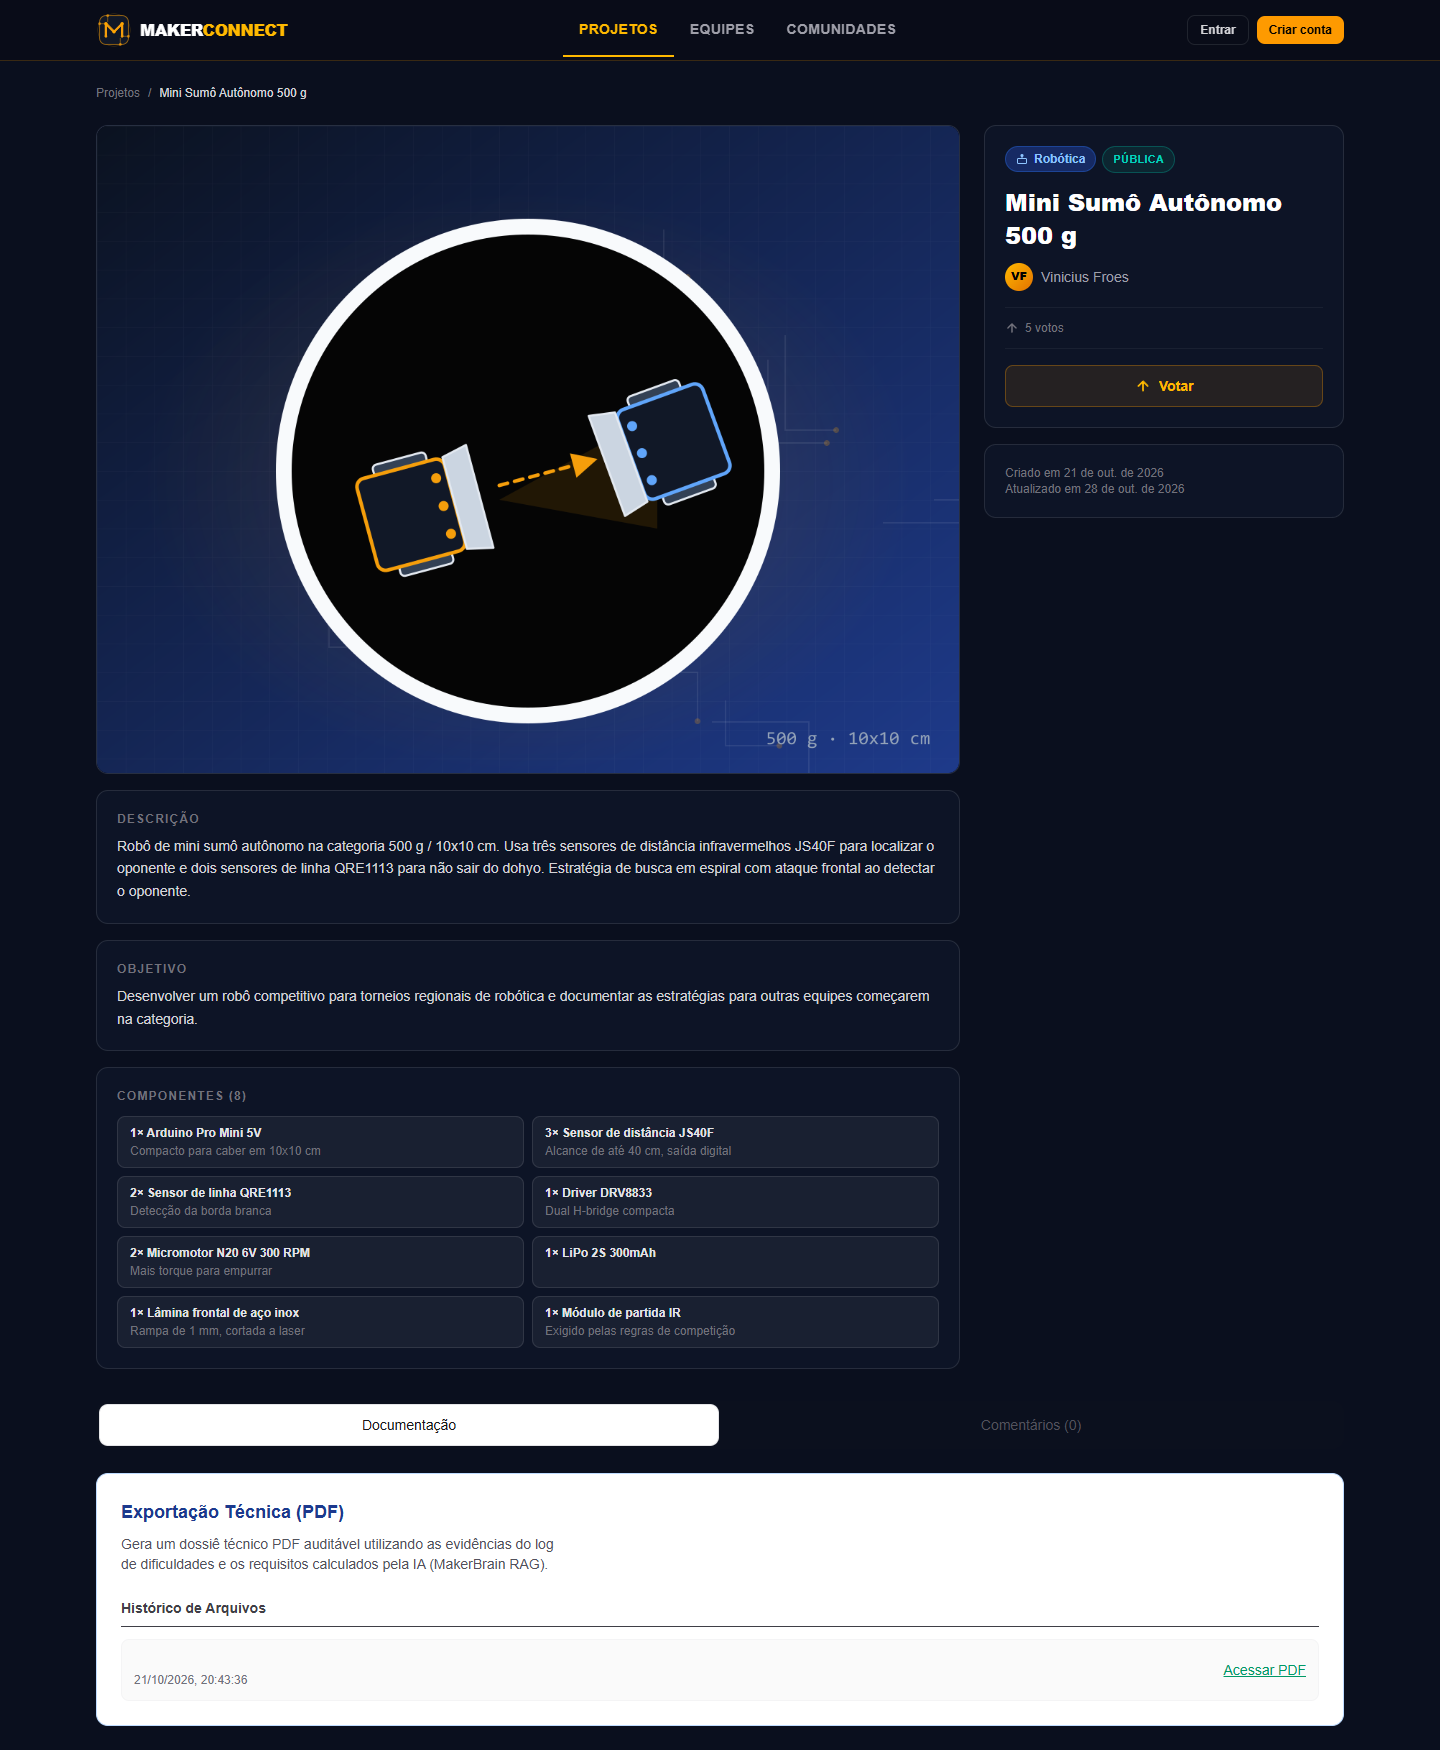 MAKERCONNECT
PROJETOS
EQUIPES
COMUNIDADES
Entrar
Criar conta
Projetos / Mini Sumô Autônomo 500 g
500 g · 10x10 cm
Robótica
PÚBLICA
Mini Sumô Autônomo
500 g
VF
Vinicius Froes
5 votos
Votar
Criado em 21 de out. de 2026
Atualizado em 28 de out. de 2026
DESCRIÇÃO
Robô de mini sumô autônomo na categoria 500 g / 10x10 cm. Usa três sensores de distância infravermelhos JS40F para localizar o
oponente e dois sensores de linha QRE1113 para não sair do dohyo. Estratégia de busca em espiral com ataque frontal ao detectar
o oponente.
OBJETIVO
Desenvolver um robô competitivo para torneios regionais de robótica e documentar as estratégias para outras equipes começarem
na categoria.
COMPONENTES (8)
1× Arduino Pro Mini 5V
Compacto para caber em 10x10 cm
3× Sensor de distância JS40F
Alcance de até 40 cm, saída digital
2× Sensor de linha QRE1113
Detecção da borda branca
1× Driver DRV8833
Dual H-bridge compacta
2× Micromotor N20 6V 300 RPM
Mais torque para empurrar
1× LiPo 2S 300mAh
1× Lâmina frontal de aço inox
Rampa de 1 mm, cortada a laser
1× Módulo de partida IR
Exigido pelas regras de competição
Documentação
Comentários (0)
Exportação Técnica (PDF)
Gera um dossiê técnico PDF auditável utilizando as evidências do log
de dificuldades e os requisitos calculados pela IA (MakerBrain RAG).
Histórico de Arquivos
21/10/2026, 20:43:36
Acessar PDF